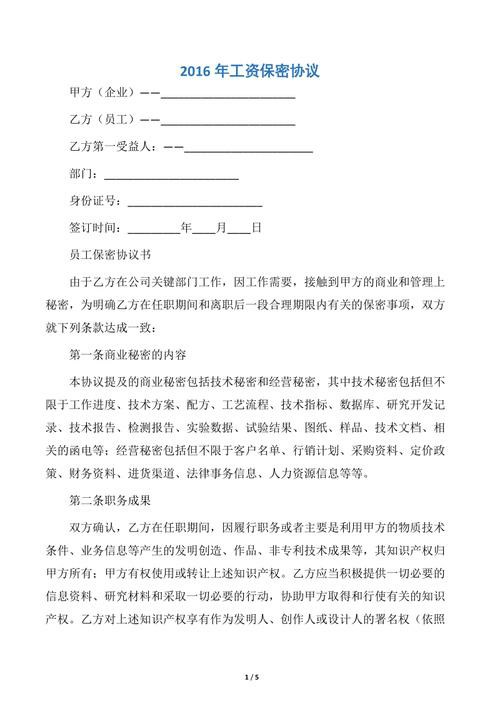 2016 年工资保密协议
甲方（企业）——_______________________
乙方（员工）——_______________________
乙方第一受益人：——______________________
部门：_______________________
身份证号：_______________________
签订时间：_________年____月____日
员工保密协议书
由于乙方在公司关键部门工作，因工作需要，接触到甲方的商业和管理上
秘密，为明确乙方在任职期间和离职后一段合理期限内有关的保密事项，双方
就下列条款达成一致：
第一条商业秘密的内容
本协议提及的商业秘密包括技术秘密和经营秘密，其中技术秘密包括但不
限于工作进度、技术方案、配方、工艺流程、技术指标、数据库、研究开发记
录、技术报告、检测报告、实验数据、试验结果、图纸、样品、技术文档、相
关的函电等；经营秘密包括但不限于客户名单、行销计划、采购资料、定价政
策、财务资料、进货渠道、法律事务信息、人力资源信息等等。
第二条职务成果
双方确认，乙方在任职期间，因履行职务或者主要是利用甲方的物质技术
条件、业务信息等产生的发明创造、作品、非专利技术成果等，其知识产权归
甲方所有；甲方有权使用或转让上述知识产权。乙方应当积极提供一切必要的
信息资料、研究材料和采取一切必要的行动，协助甲方取得和行使有关的知识
产权。乙方对上述知识产权享有作为发明人、创作人或设计人的署名权（依照
1 / 5